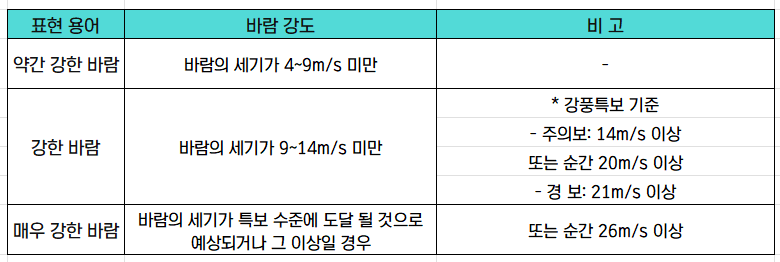 표현 용어 바람 강도 비 고
약간 강한 바람 바람의 세기가 4~9m/s 미만 -
강한 바람 바람의 세기가 9~14m/s 미만
* 강풍특보 기준
- 주의보: 14m/s 이상
또는 순간 20m/s 이상
- 경 보: 21m/s 이상
매우 강한 바람
바람의 세기가 특보 수준에 도달 될 것으로
예상되거나 그 이상일 경우
또는 순간 26m/s 이상